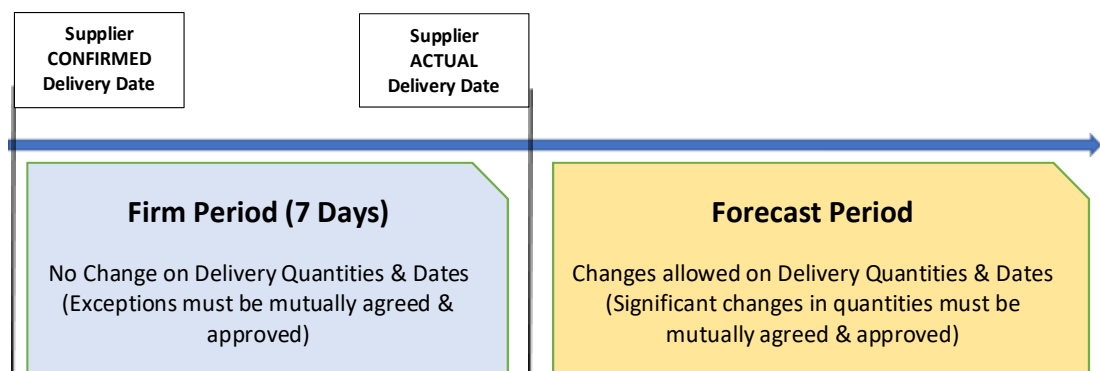 Supplier
CONFIRMED
Delivery Date
Supplier
ACTUAL
Delivery Date
Firm Period (7 Days)
No Change on Delivery Quantities & Dates
(Exceptions must be mutually agreed &
approved)
Forecast Period
Changes allowed on Delivery Quantities & Dates
(Significant changes in quantities must be
mutually agreed & approved)